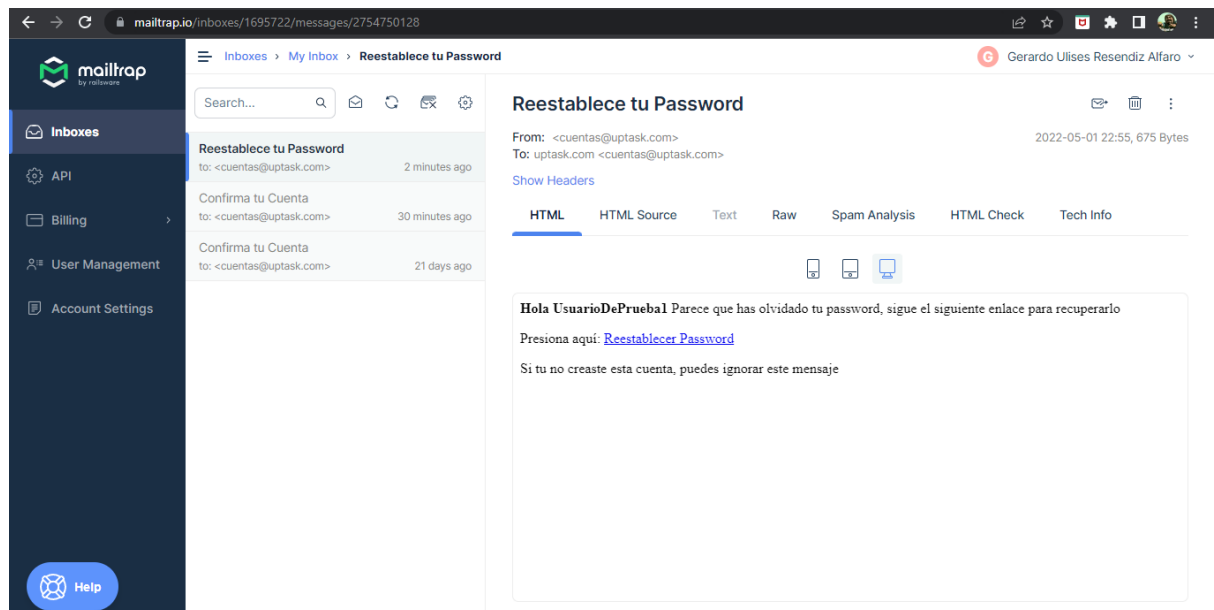 mailtrap.io/inboxes/1695722/messages/2754750128
mailtrap
by railsware
Inboxes
API
Billing
User Management
Account Settings
Help
Inboxes › My Inbox › Reestablece tu Password
G Gerardo Ulises Resendiz Alfaro
Search...
Reestablece tu Password
to: <cuentas@uptask.com> 2 minutes ago
Confirma tu Cuenta
to: <cuentas@uptask.com> 30 minutes ago
Confirma tu Cuenta
to: <cuentas@uptask.com> 21 days ago
Reestablece tu Password
From: <cuentas@uptask.com> 2022-05-01 22:55, 675 Bytes
To: uptask.com <cuentas@uptask.com>
Show Headers
HTML HTML Source Text Raw Spam Analysis HTML Check Tech Info
Hola UsuarioDePrueba1 Parece que has olvidado tu password, sigue el siguiente enlace para recuperarlo
Presiona aquí: Reestablecer Password
Si tu no creaste esta cuenta, puedes ignorar este mensaje